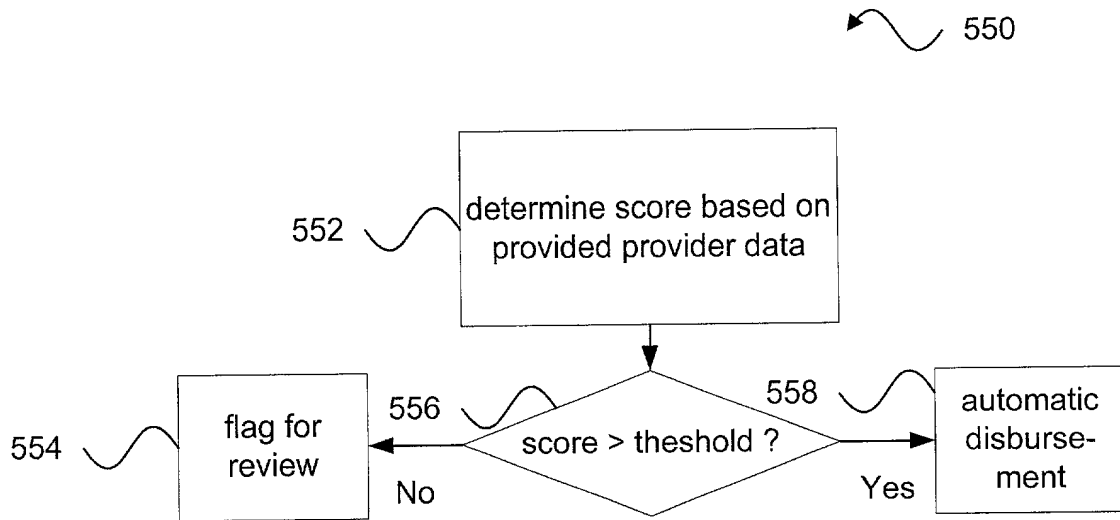 550
552
determine score based on
provided provider data
554
flag for
review
556
score > theshold ?
No
Yes
558
automatic
disburse-
ment